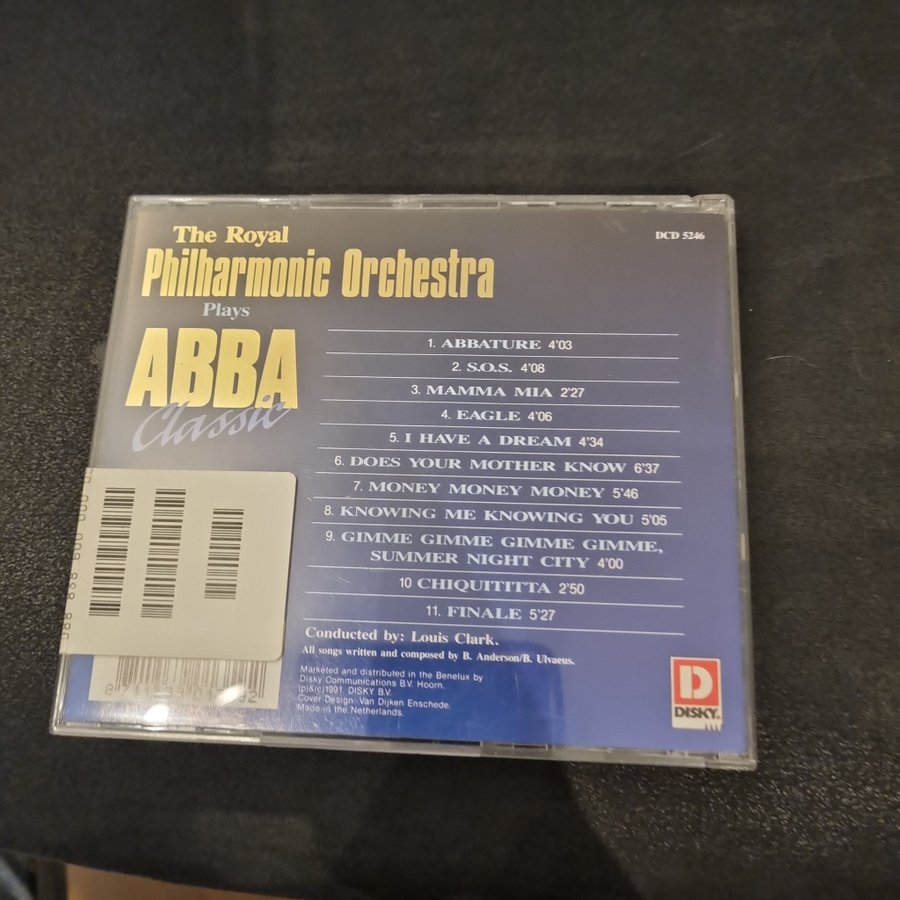 The Royal
Philharmonic Orchestra
Plays
ABBA
Classic
DCD 5246
1. ABBATURE 4'03
2. S.O.S. 4'08
3. MAMMA MIA 2'27
4. EAGLE 4'06
5. I HAVE A DREAM 4'34
6. DOES YOUR MOTHER KNOW 6'37
7. MONEY MONEY MONEY 5'46
8. KNOWING ME KNOWING YOU 5'05
9. GIMME GIMME GIMME GIMME,
SUMMER NIGHT CITY 4'00
10 CHIQUITITTA 2'50
11. FINALE 5'27
Conducted by: Louis Clark.
All songs written and composed by B. Anderson/B. Ulvaeus.
Marketed and distributed in the Benelux by
Disky Communications B.V. Hoorn.
(p)&(c)1991 DISKY B.V.
Cover Design: Van Dijken Enschede.
Made in the Netherlands.
D
DISKY